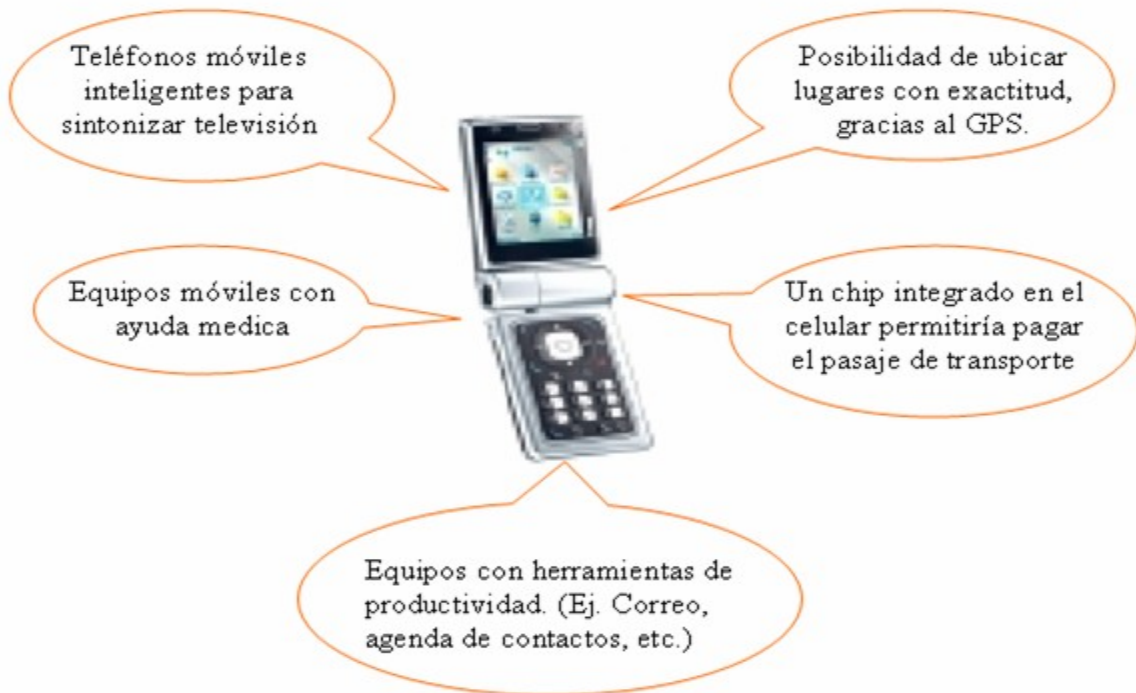 Teléfonos móviles
inteligentes para
sintonizar televisión
Posibilidad de ubicar
lugares con exactitud,
gracias al GPS.
Equipos móviles con
ayuda medica
Un chip integrado en el
celular permitiría pagar
el pasaje de transporte
Equipos con herramientas de
productividad. (Ej. Correo,
agenda de contactos, etc.)